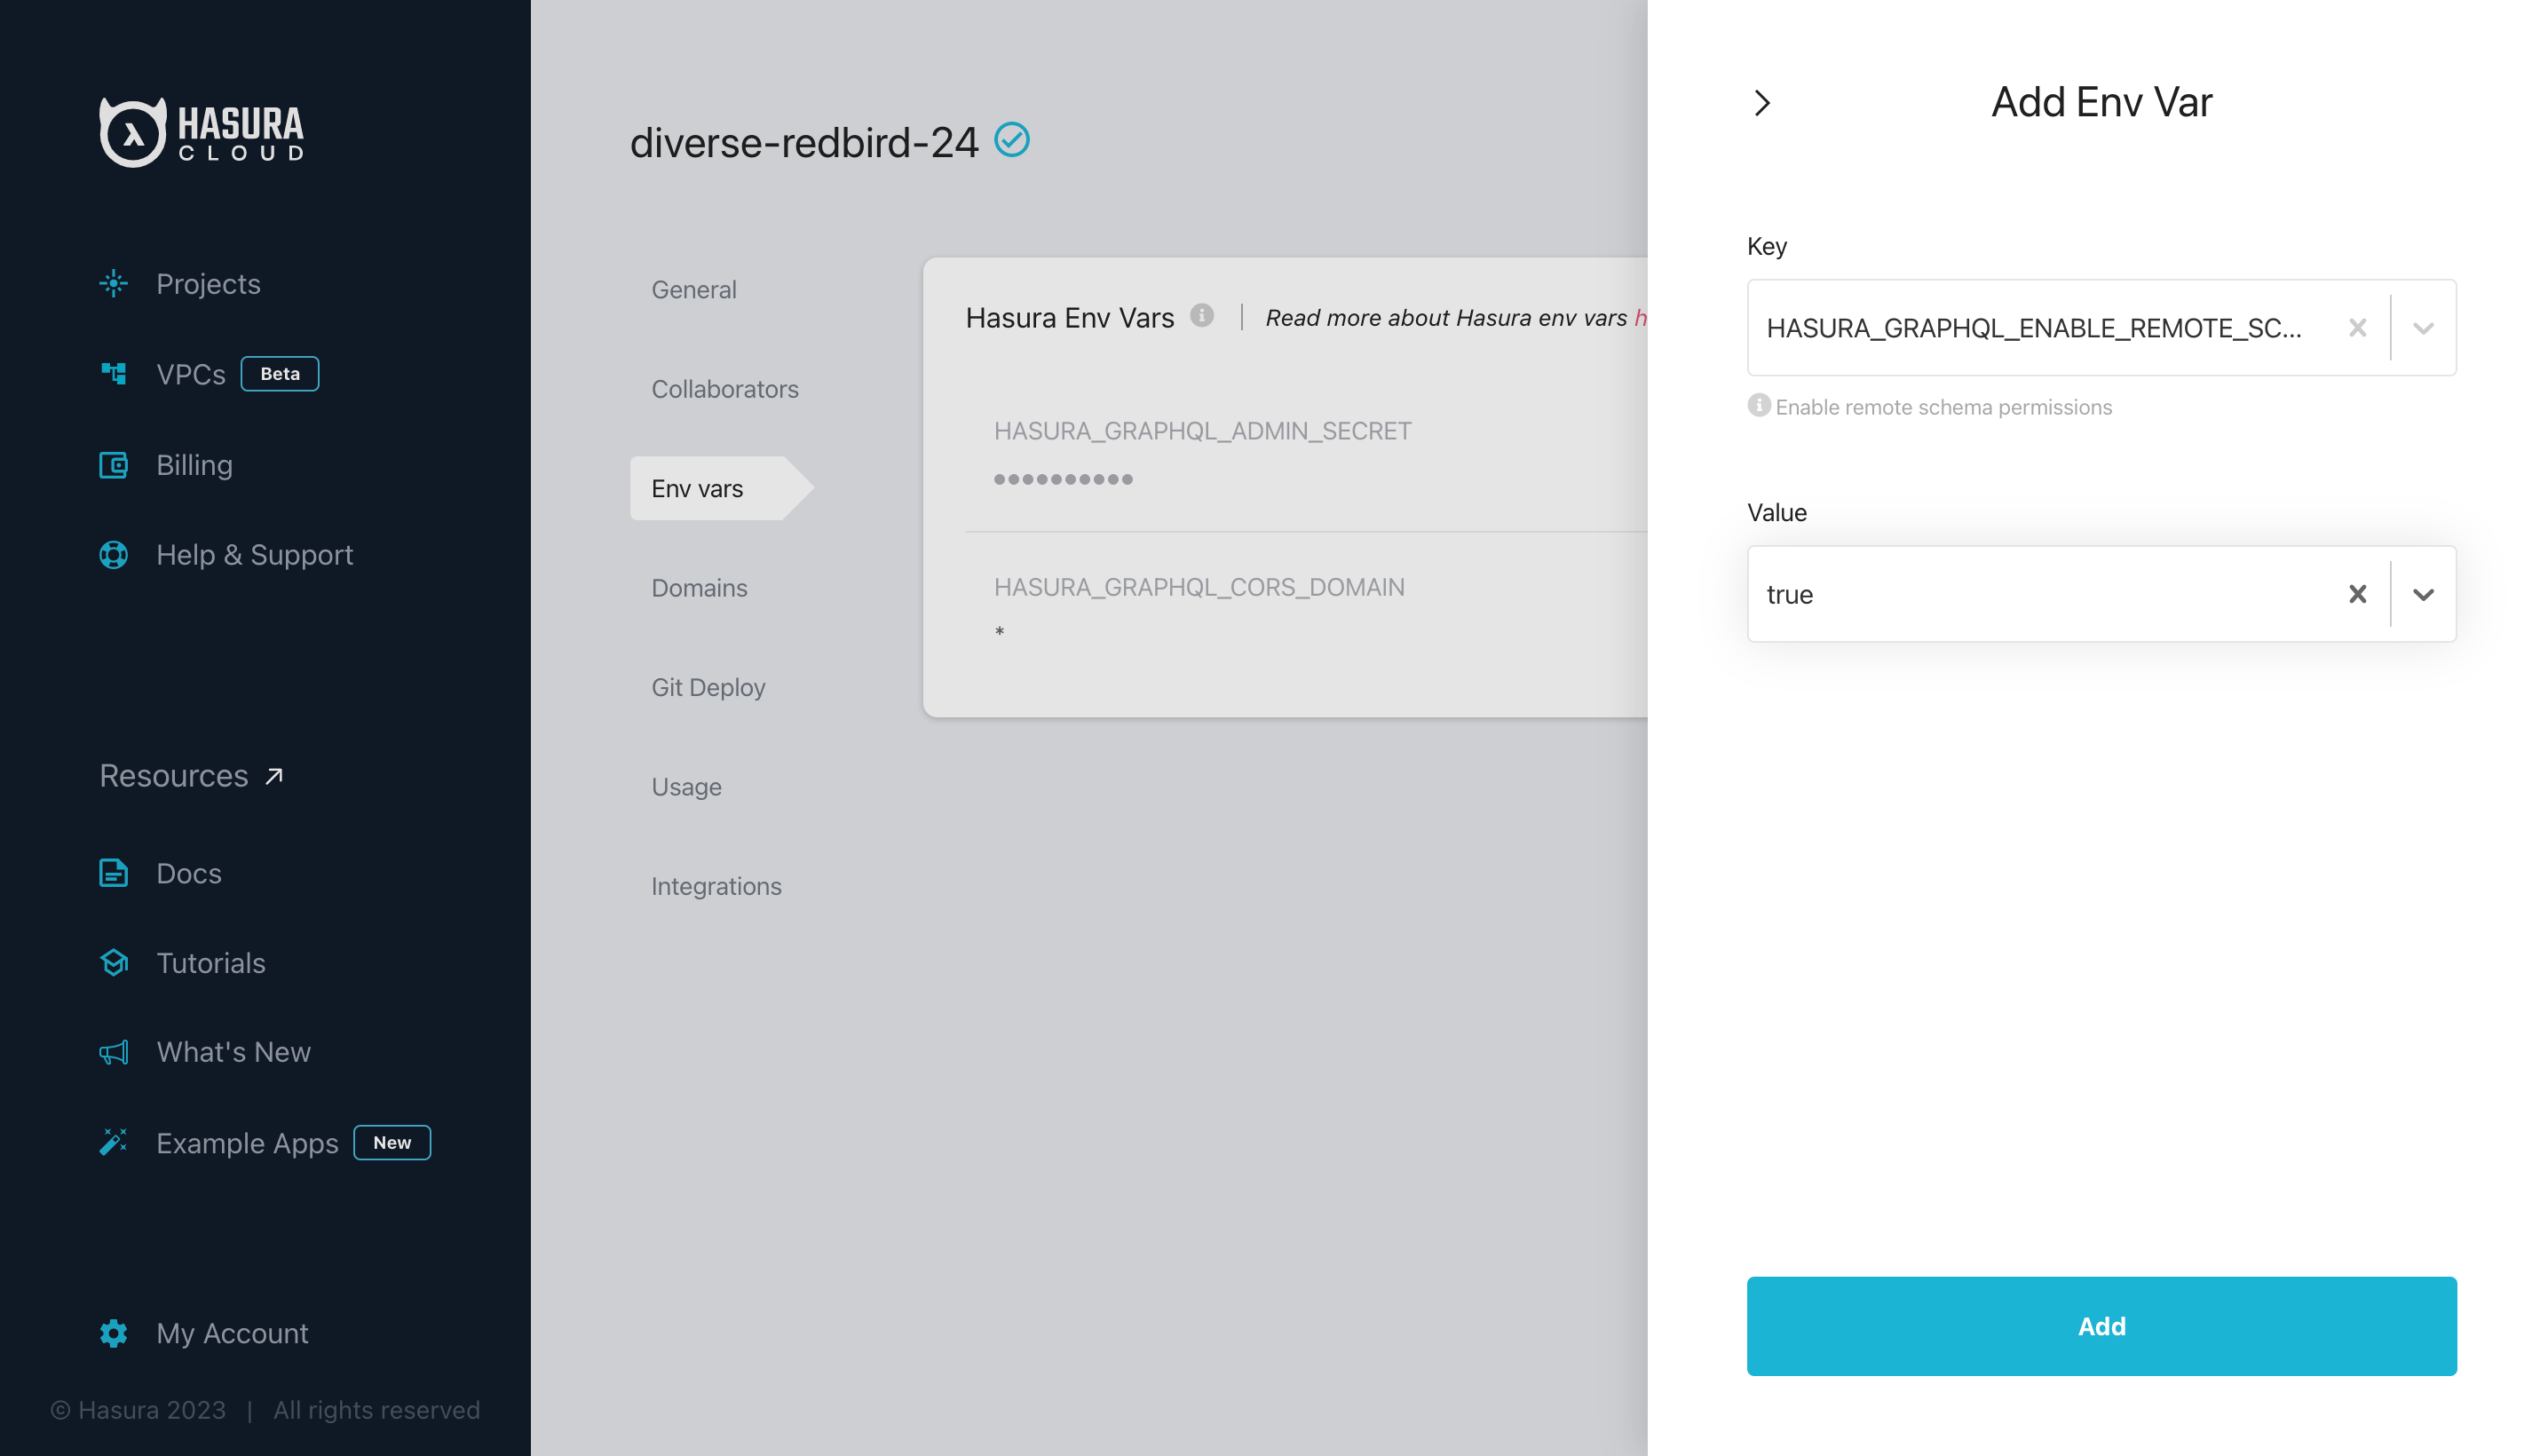 HASURA
CLOUD
Projects
VPCs Beta
Billing
Help & Support
Resources
Docs
Tutorials
What's New
Example Apps New
My Account
© Hasura 2023 | All rights reserved
diverse-redbird-24
General
Collaborators
Env vars
Domains
Git Deploy
Usage
Integrations
Hasura Env Vars | Read more about Hasura env vars h
HASURA_GRAPHQL_ADMIN_SECRET
••••••••••
HASURA_GRAPHQL_CORS_DOMAIN
*
Add Env Var
Key
HASURA_GRAPHQL_ENABLE_REMOTE_SC...
Enable remote schema permissions
Value
true
Add